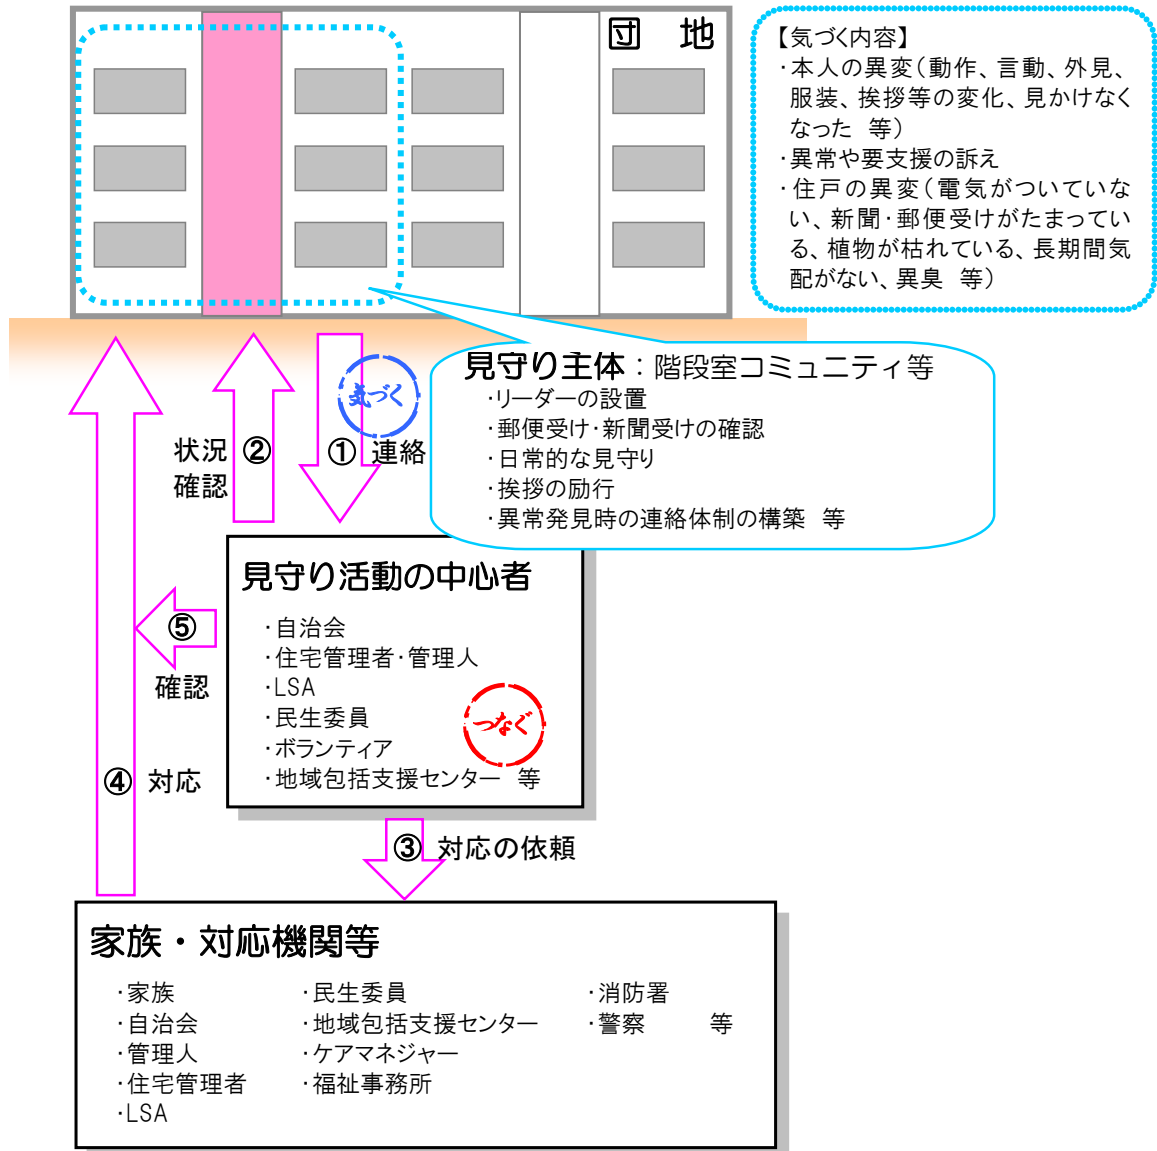 団　地
【気づく内容】
・本人の異変（動作、言動、外見、
服装、挨拶等の変化、見かけなく
なった　等）
・異常や要支援の訴え
・住戸の異変（電気がついていな
い、新聞・郵便受けがたまってい
る、植物が枯れている、長期間気
配がない、異臭　等）
見守り主体：階段室コミュニティ等
・リーダーの設置
・郵便受け・新聞受けの確認
・日常的な見守り
・挨拶の励行
・異常発見時の連絡体制の構築　等
気づく
① 連絡
状況
確認
②
見守り活動の中心者
・自治会
・住宅管理者・管理人
・LSA
・民生委員
・ボランティア
・地域包括支援センター　等
つなぐ
⑤
確認
④ 対応
③ 対応の依頼
家族・対応機関等
・家族
・自治会
・管理人
・住宅管理者
・LSA
・民生委員
・地域包括支援センター
・ケアマネジャー
・福祉事務所
・消防署
・警察　　等